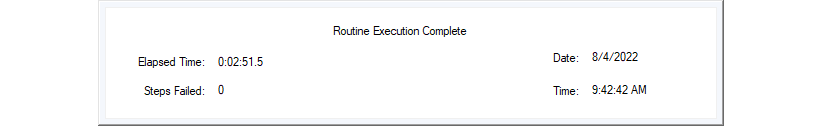 Routine Execution Complete
Elapsed Time: 0:02:51.5 Date: 8/4/2022
Steps Failed: 0 Time: 9:42:42 AM